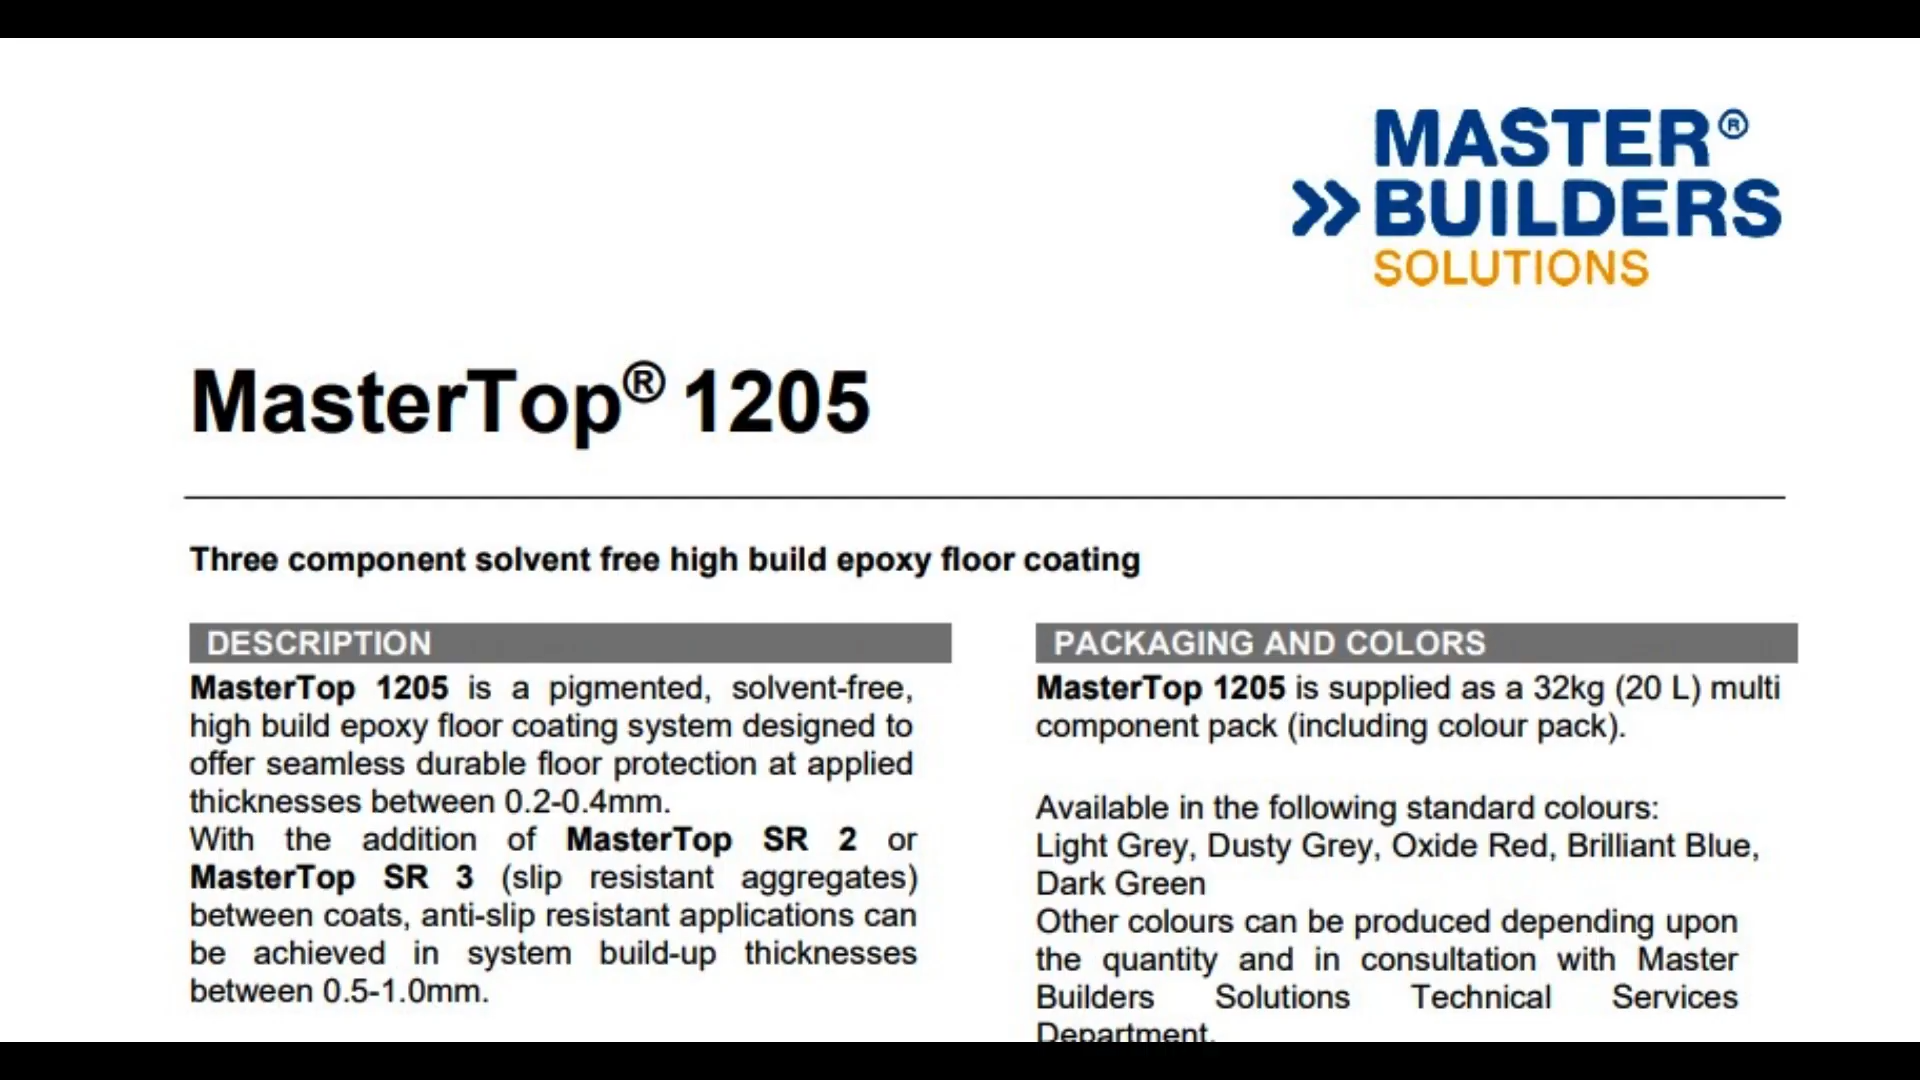 MASTER®
BUILDERS
SOLUTIONS
MasterTop® 1205
Three component solvent free high build epoxy floor coating
DESCRIPTION
MasterTop 1205 is a pigmented, solvent-free,
high build epoxy floor coating system designed to
offer seamless durable floor protection at applied
thicknesses between 0.2-0.4mm.
With the addition of MasterTop SR 2 or
MasterTop SR 3 (slip resistant aggregates)
between coats, anti-slip resistant applications can
be achieved in system build-up thicknesses
between 0.5-1.0mm.
PACKAGING AND COLORS
MasterTop 1205 is supplied as a 32kg (20 L) multi
component pack (including colour pack).
Available in the following standard colours:
Light Grey, Dusty Grey, Oxide Red, Brilliant Blue,
Dark Green
Other colours can be produced depending upon
the quantity and in consultation with Master
Builders Solutions Technical Services
Department.